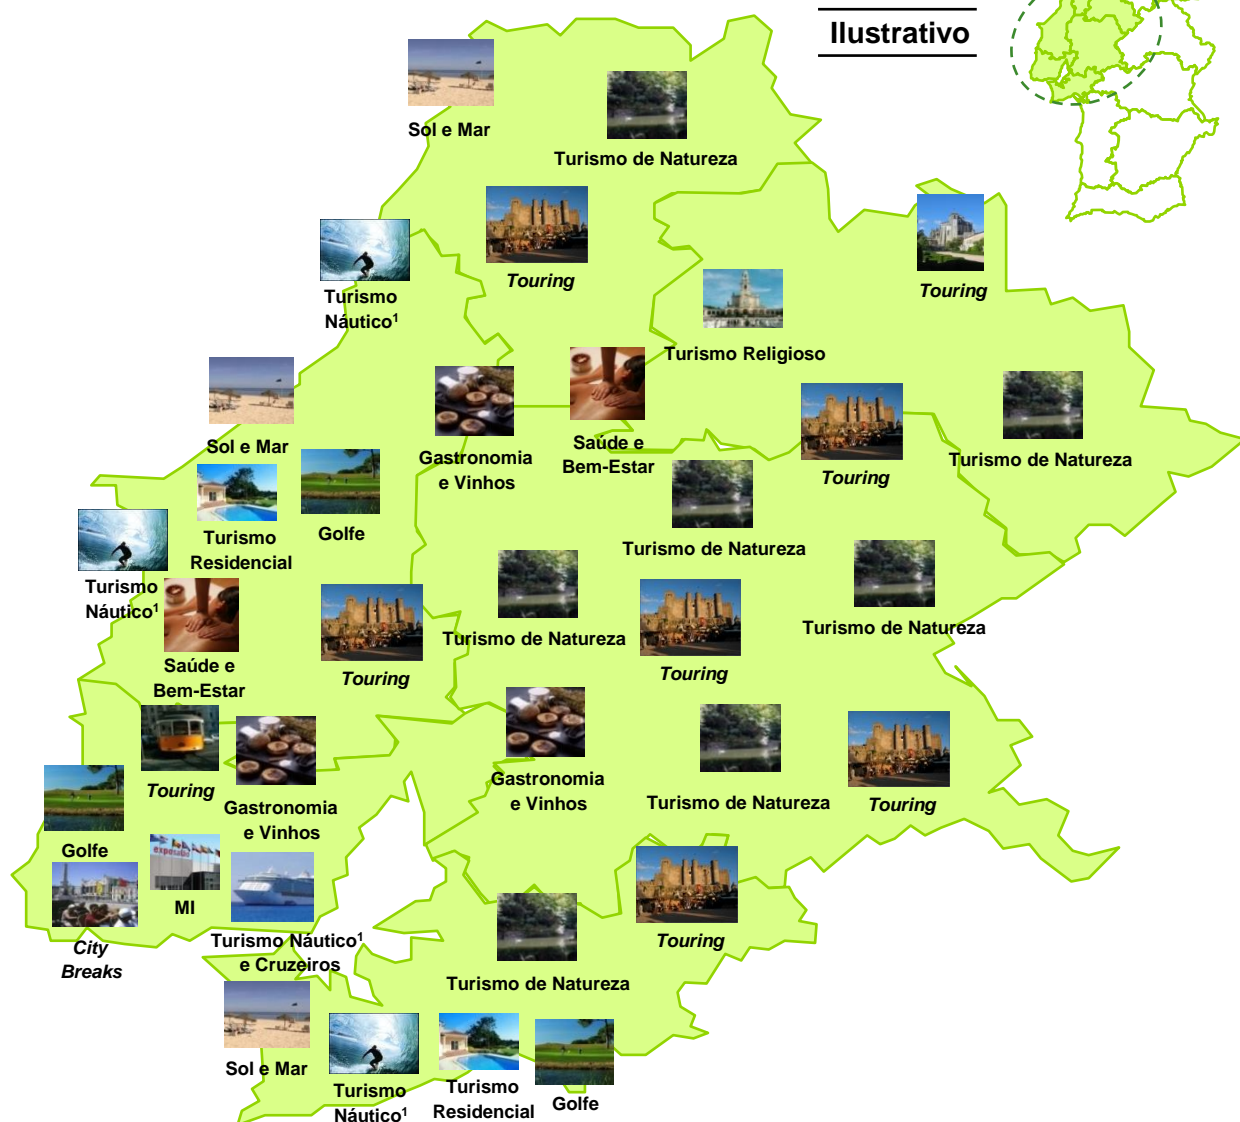 Ilustrativo
Sol e Mar
Turismo de Natureza
Touring
Touring
Turismo
Náutico¹
Turismo Religioso
Sol e Mar
Gastronomia
e Vinhos
Saúde e
Bem-Estar
Touring
Turismo de Natureza
Turismo
Residencial
Golfe
Turismo de Natureza
Turismo
Náutico¹
Turismo de Natureza
Turismo de Natureza
Saúde e
Bem-Estar
Touring
Touring
Touring
Gastronomia
e Vinhos
Gastronomia
e Vinhos
Turismo de Natureza
Touring
Golfe
exposalão
MI
City
Breaks
Turismo Náutico¹
e Cruzeiros
Touring
Turismo de Natureza
Sol e Mar
Turismo
Náutico¹
Turismo
Residencial
Golfe